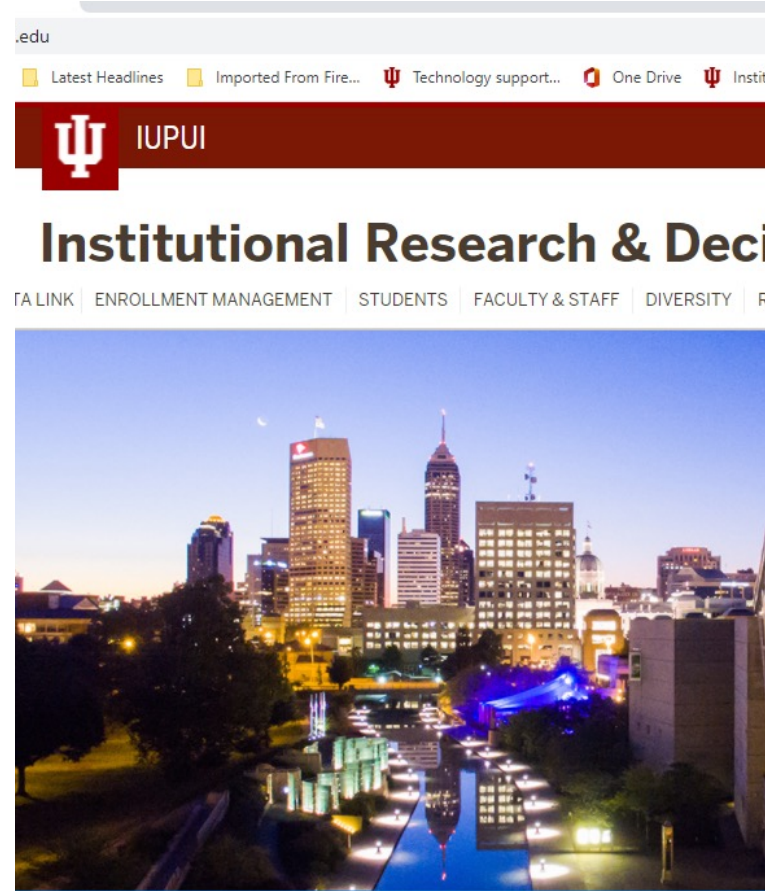 .edu
Latest Headlines Imported From Fire... Technology support... One Drive Instit
IUPUI
Institutional Research & Deci
TA LINK ENROLLMENT MANAGEMENT STUDENTS FACULTY & STAFF DIVERSITY R